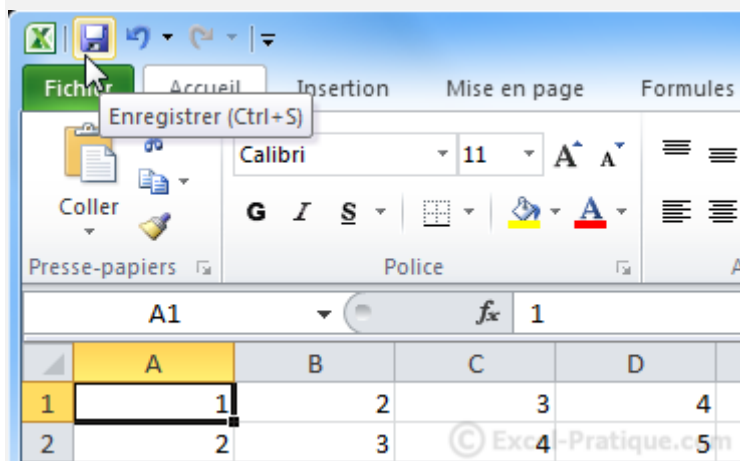 Fichier Accueil Insertion Mise en page Formules
Enregistrer (Ctrl+S)
Calibri 11 A A
Coller
G I S A
Presse-papiers Police
A1 fx 1
A B C D
1 1 2 3 4
2 2 3 4 5
© Excel-Pratique.com